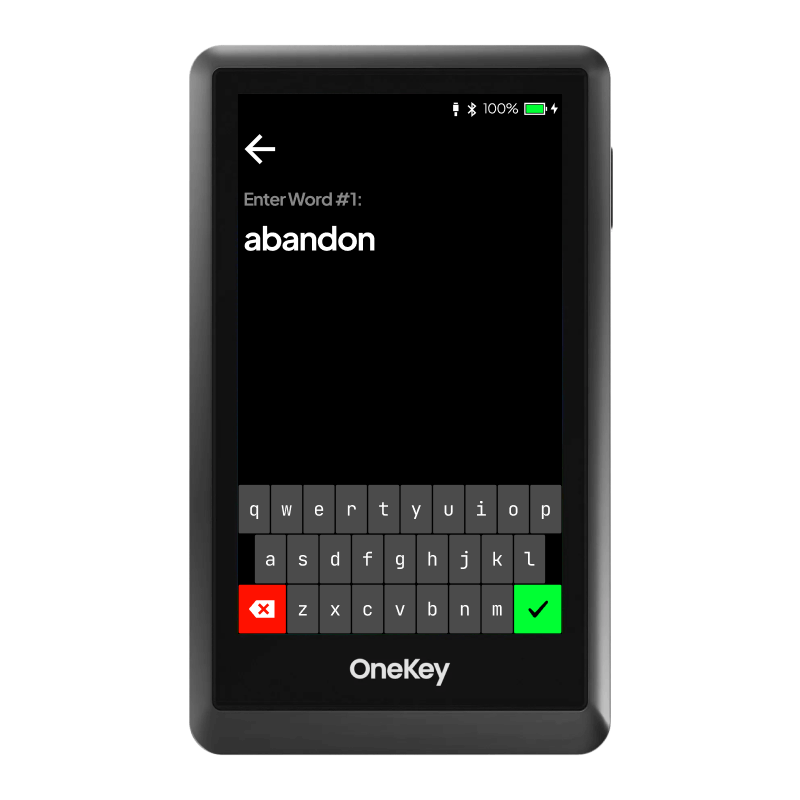 100%
Enter Word #1:
abandon
q w e r t y u i o p
a s d f g h j k l
z x c v b n m
OneKey